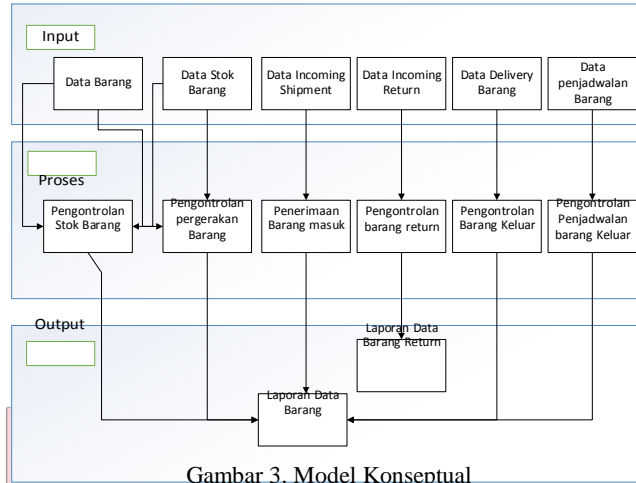 Input
Data Barang
Data Stok
Barang
Data Incoming
Shipment
Data Incoming
Return
Data Delivery
Barang
Data
penjadwalan
Barang
Proses
Pengontrolan
Stok Barang
Pengontrolan
pergerakan
Barang
Penerimaan
Barang masuk
Pengontrolan
barang return
Pengontrolan
Barang Keluar
Pengontrolan
Penjadwalan
barang Keluar
Output
Laporan Data
Barang Return
Laporan Data
Barang
Gambar 3. Model Konseptual